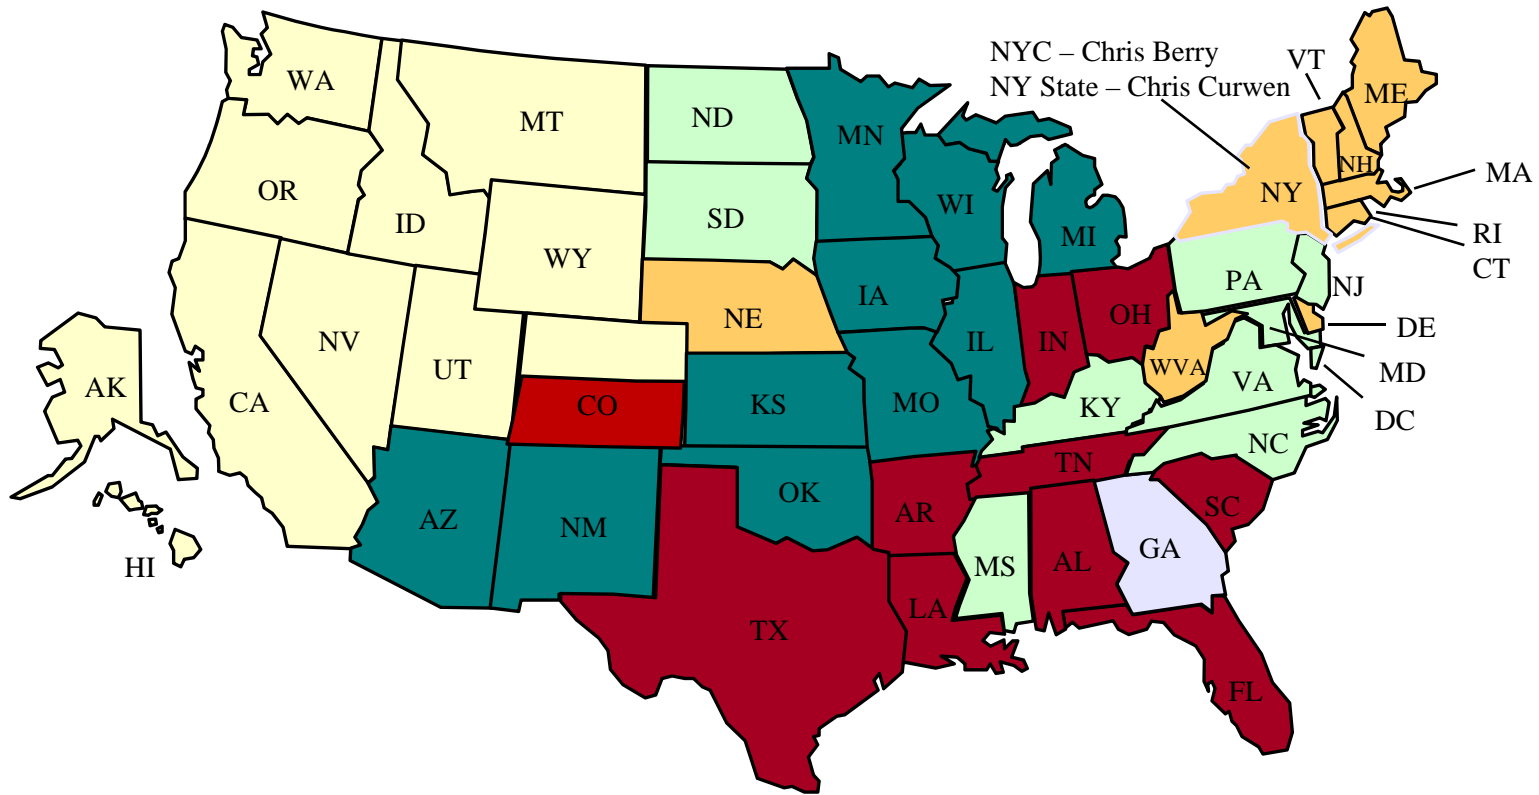 NYC – Chris Berry
NY State – Chris Curwen
VT
WA
MT
ND
MN
ME
OR
ID
SD
WI
MI
NY
NH
MA
WY
RI
CT
NV
UT
NE
IA
IL
IN
OH
PA
NJ
DE
MD
DC
AK
CA
CO
KS
MO
KY
WVA
VA
HI
AZ
NM
OK
AR
TN
NC
SC
TX
LA
MS
AL
GA
FL